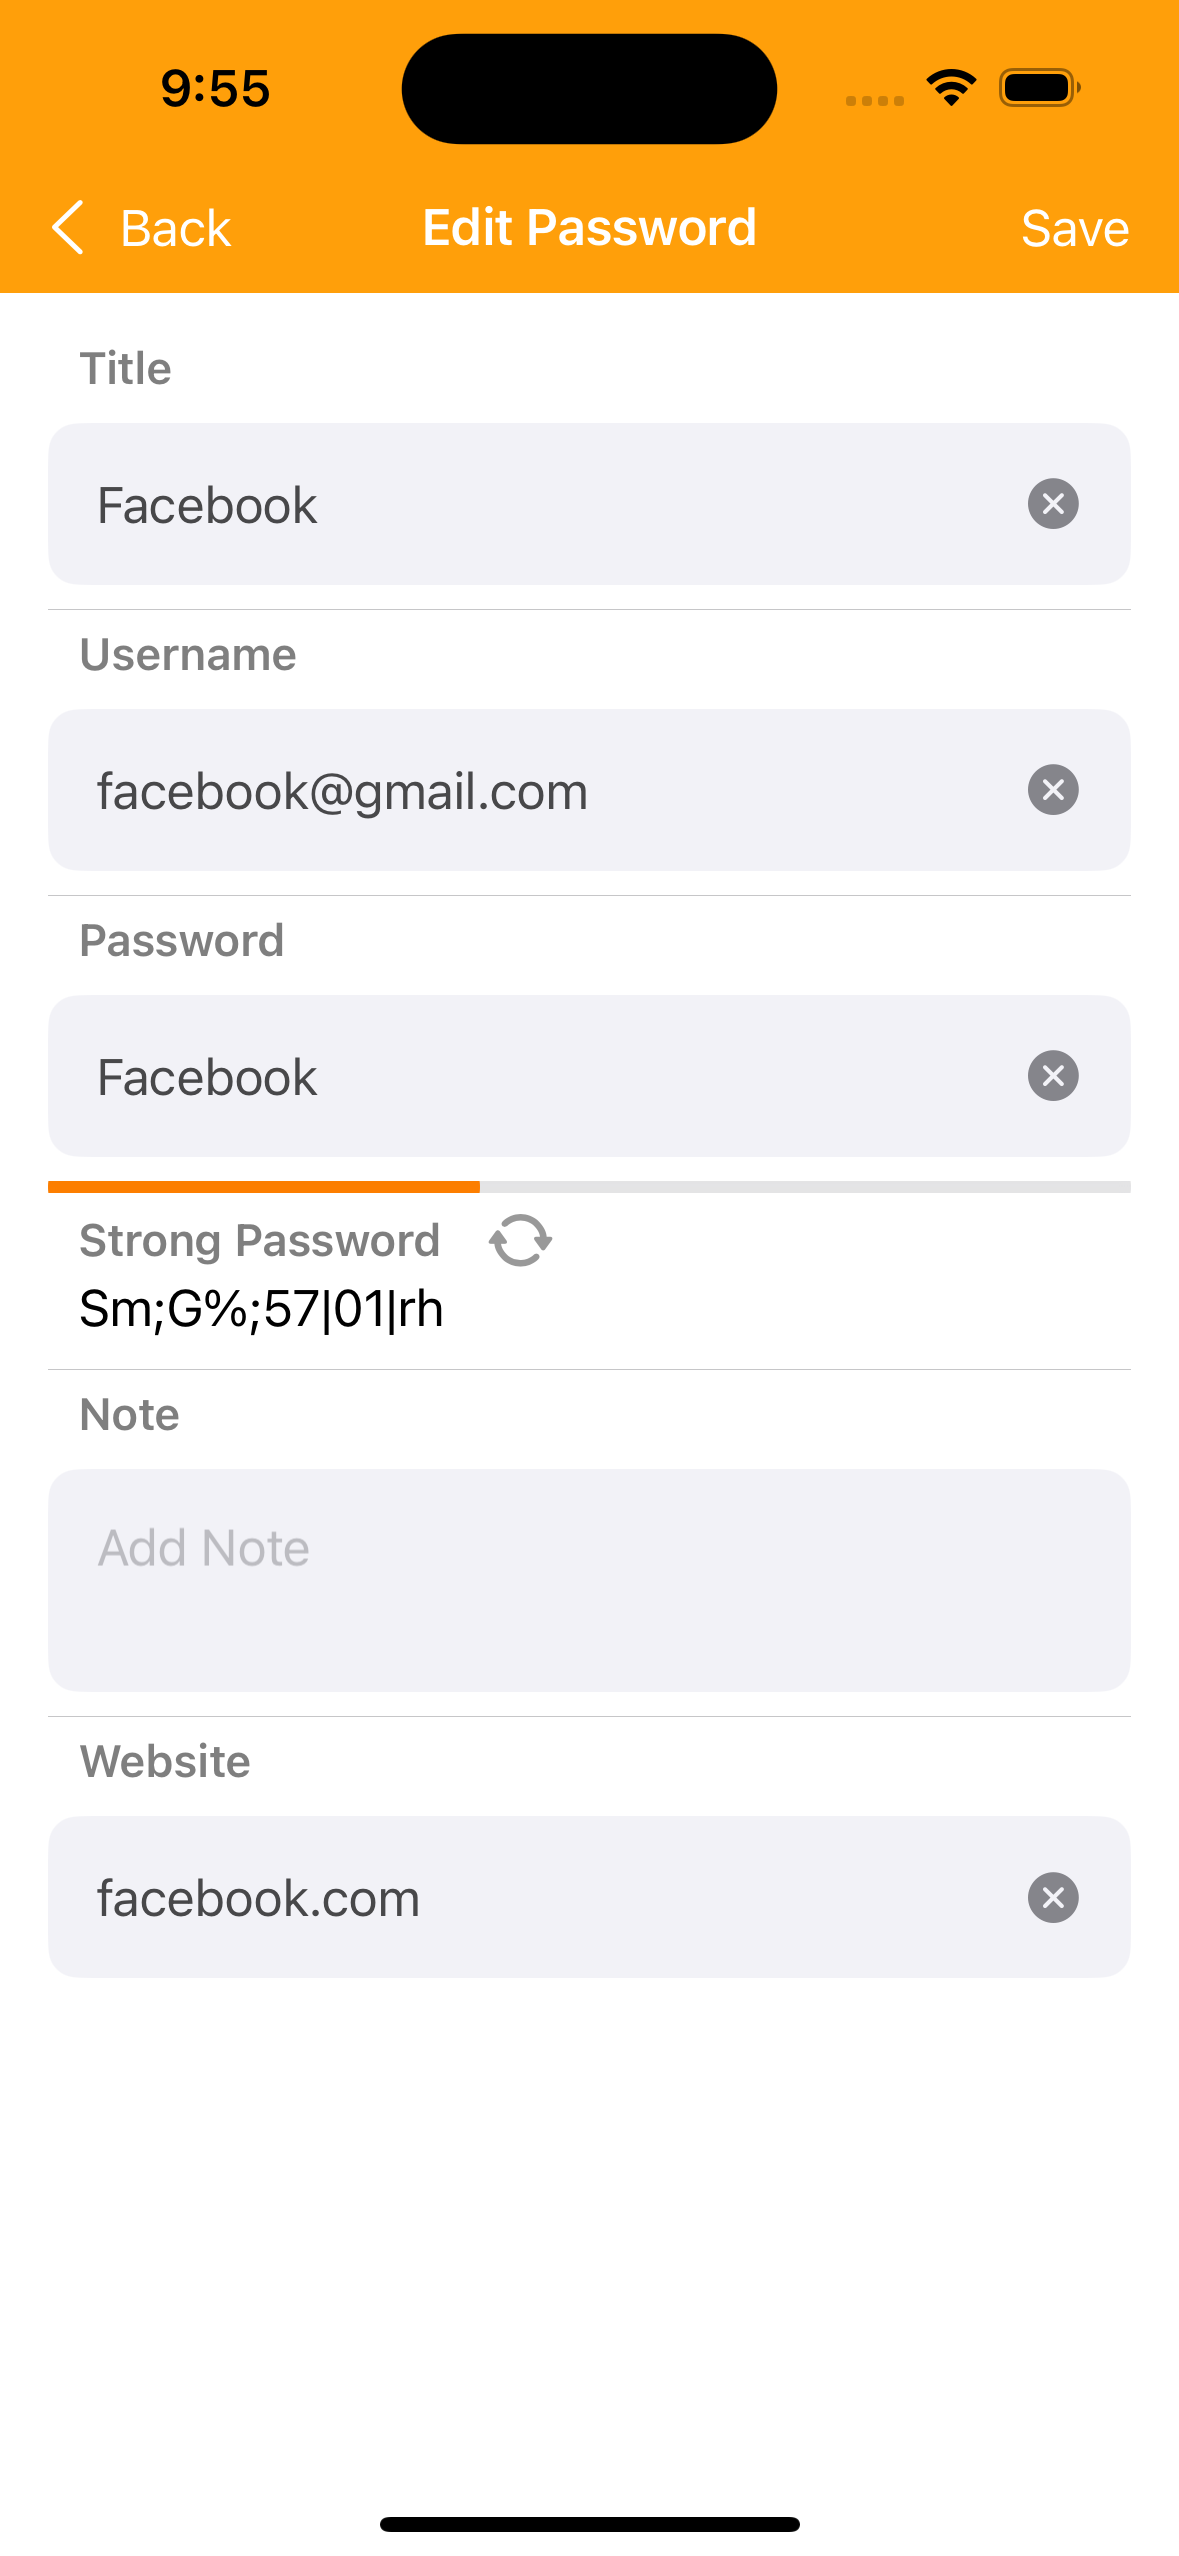 9:55
Back Edit Password Save
Title
Facebook
Username
facebook@gmail.com
Password
Facebook
Strong Password
Sm;G%;57|01|rh
Note
Add Note
Website
facebook.com